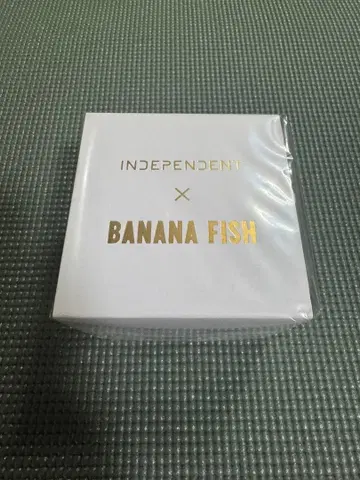 INDEPENDENT
×
BANANA FISH